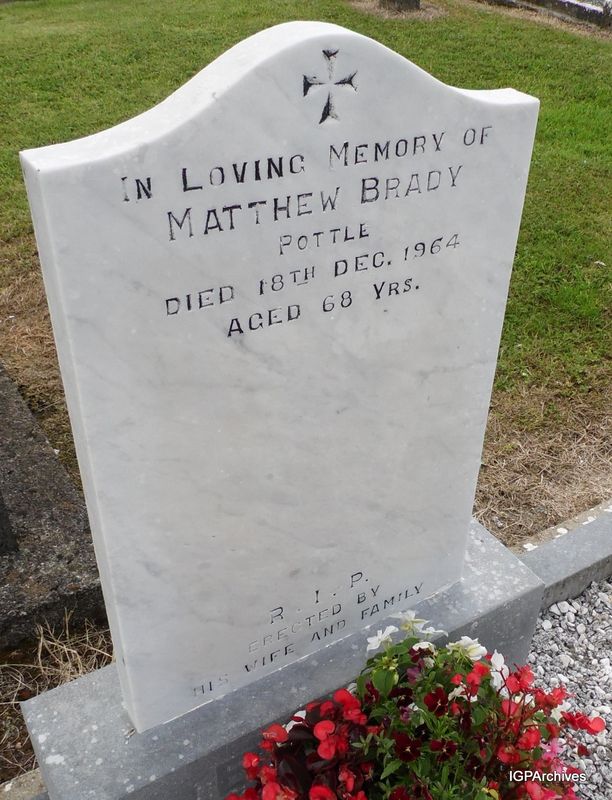 IN LOVING MEMORY OF
MATTHEW BRADY
POTTLE
DIED 18TH DEC. 1964
AGED 68 YRS.
R.I.P.
ERECTED BY
HIS WIFE AND FAMILY
IGPArchives